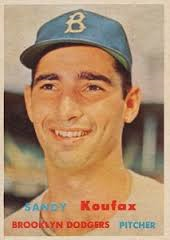 B
SANDY Koufax
BROOKLYN DODGERS PITCHER